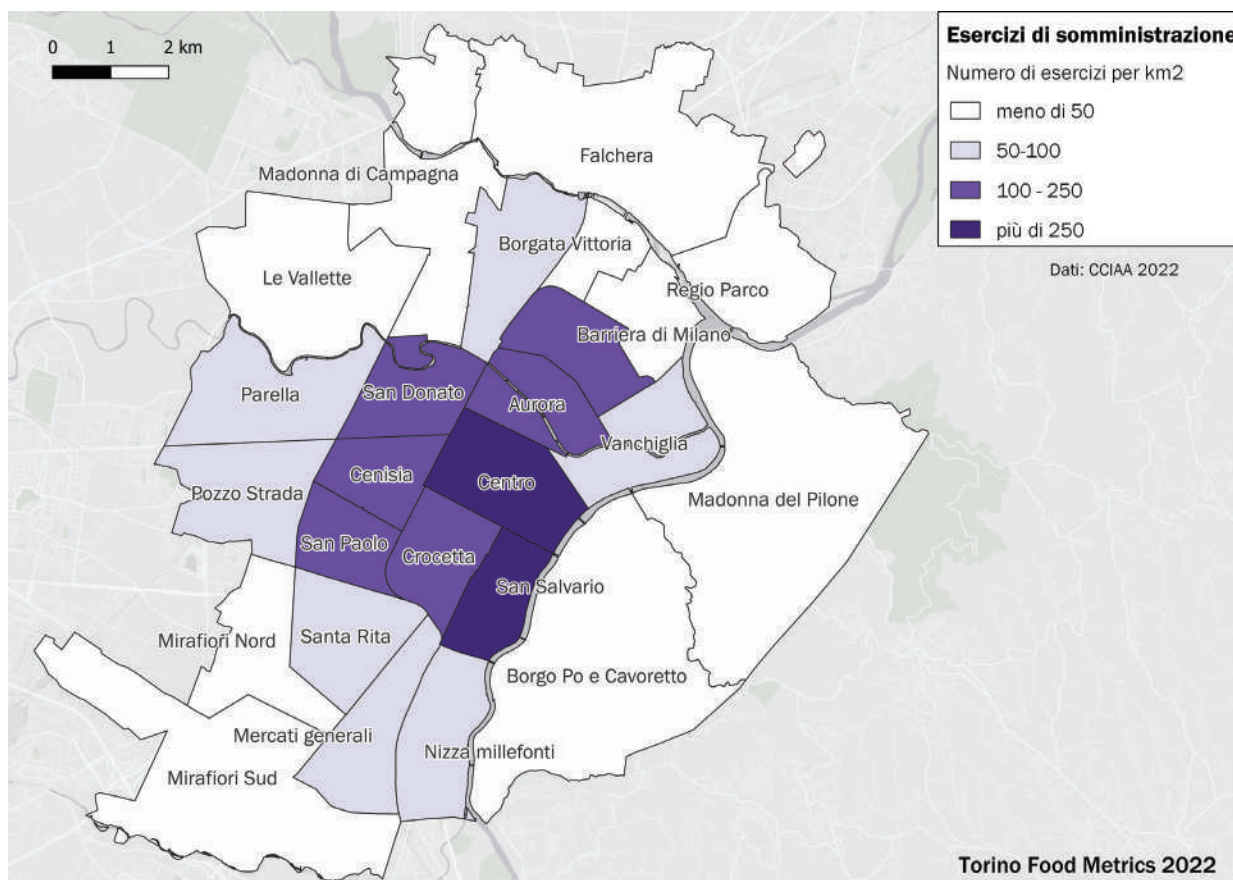 0 1 2 km
Esercizi di somministrazione
Numero di esercizi per km2
meno di 50
50-100
100 - 250
più di 250
Dati: CCIAA 2022
Falchera
Madonna di Campagna
Borgata Vittoria
Le Vallette
Regio Parco
Barriera di Milano
Parella
San Donato
Aurora
Vanchiglia
Cenisia
Centro
Pozzo Strada
Madonna del Pilone
San Paolo
Crocetta
San Salvario
Mirafiori Nord
Santa Rita
Borgo Po e Cavoretto
Mercati generali
Nizza millefonti
Mirafiori Sud
Torino Food Metrics 2022